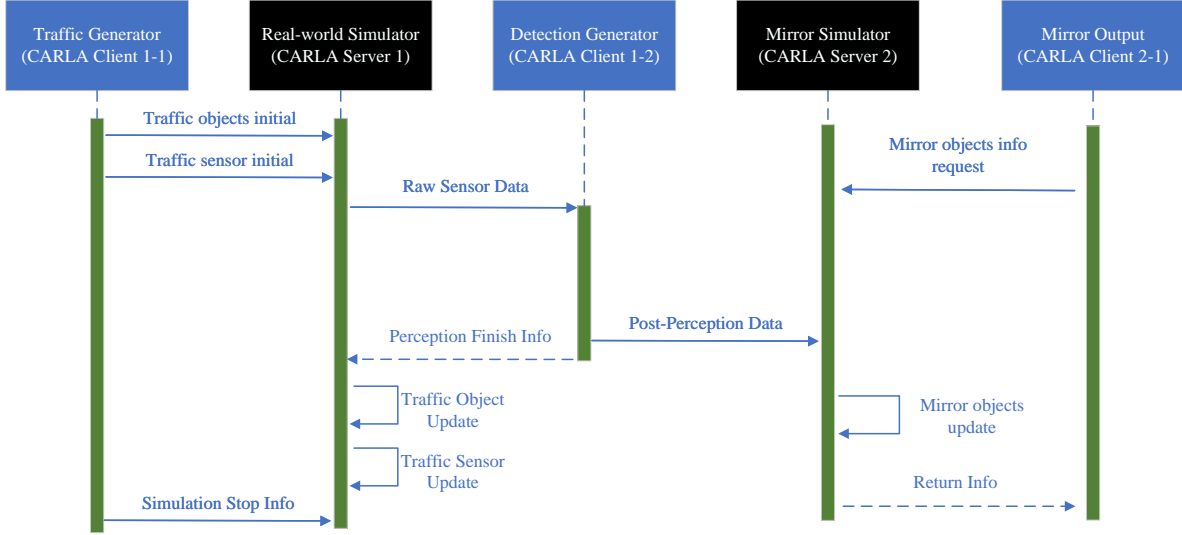 Traffic Generator
(CARLA Client 1-1)
Real-world Simulator
(CARLA Server 1)
Detection Generator
(CARLA Client 1-2)
Mirror Simulator
(CARLA Server 2)
Mirror Output
(CARLA Client 2-1)
Traffic objects initial
Traffic sensor initial
Raw Sensor Data
Mirror objects info
request
Post-Perception Data
Perception Finish Info
Traffic Object
Update
Mirror objects
update
Traffic Sensor
Update
Return Info
Simulation Stop Info